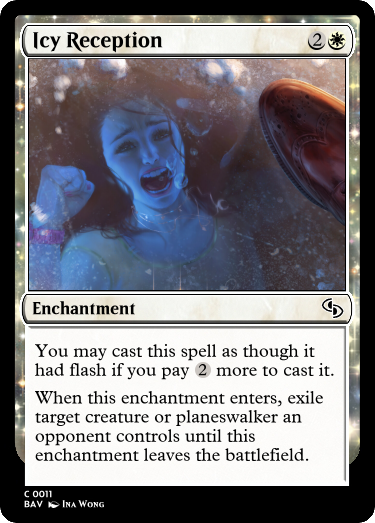 Icy Reception 2
Enchantment
You may cast this spell as though it
had flash if you pay 2 more to cast it.
When this enchantment enters, exile
target creature or planeswalker an
opponent controls until this
enchantment leaves the battlefield.
C 0011
BAV Ina Wong